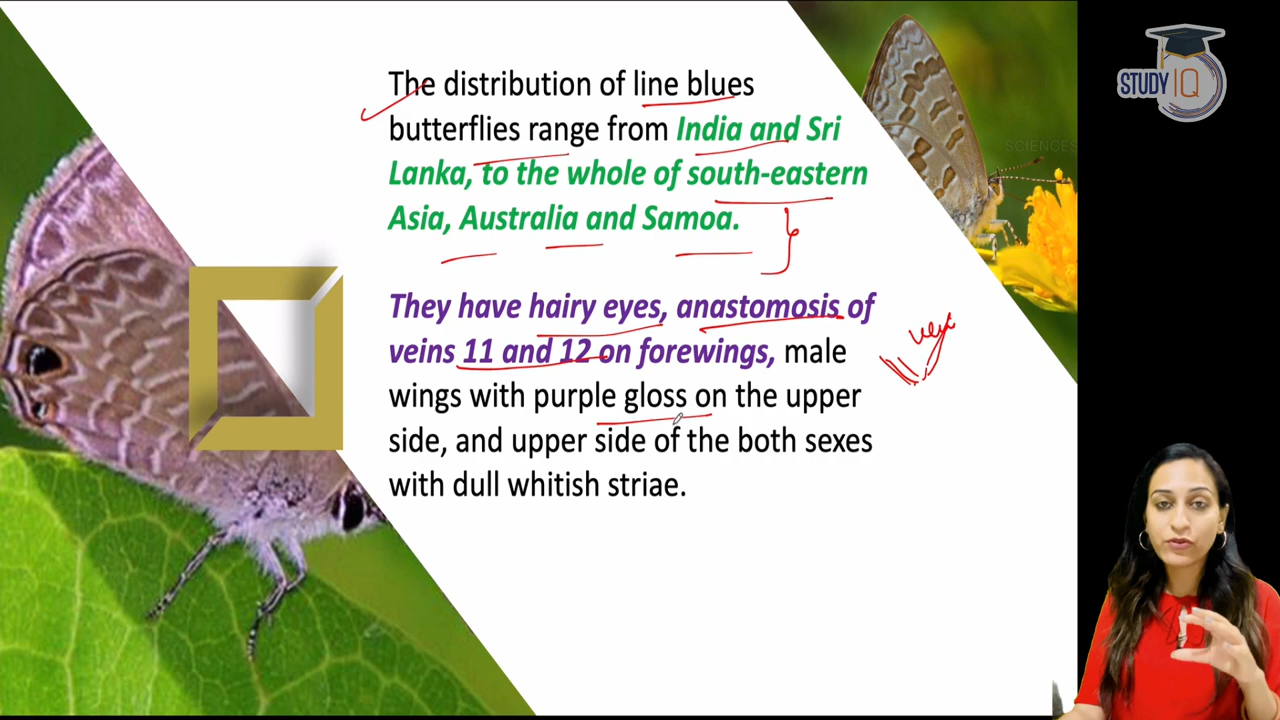 The distribution of line blues
butterflies range from India and Sri
Lanka, to the whole of south-eastern
Asia, Australia and Samoa.
They have hairy eyes, anastomosis of
veins 11 and 12 on forewings, male
wings with purple gloss on the upper
side, and upper side of the both sexes
with dull whitish striae.
STUDY IQ
SCIENCES